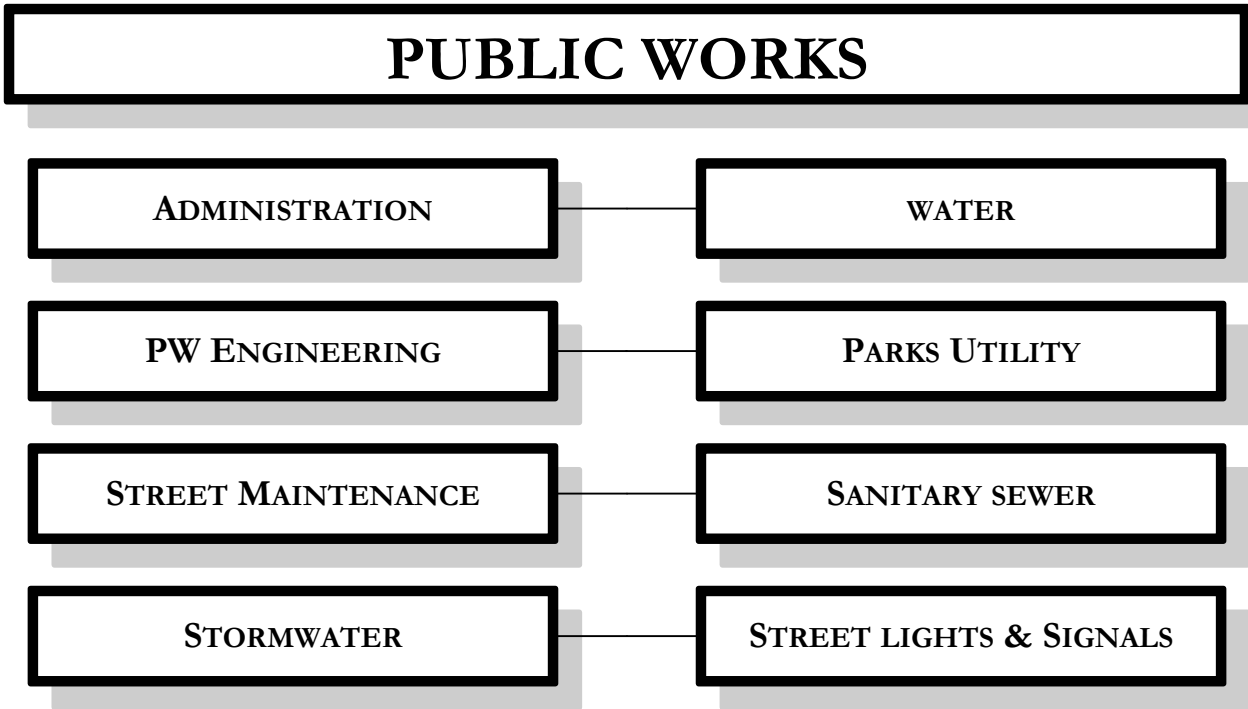 PUBLIC WORKS
ADMINISTRATION
WATER
PW ENGINEERING
PARKS UTILITY
STREET MAINTENANCE
SANITARY SEWER
STORMWATER
STREET LIGHTS & SIGNALS